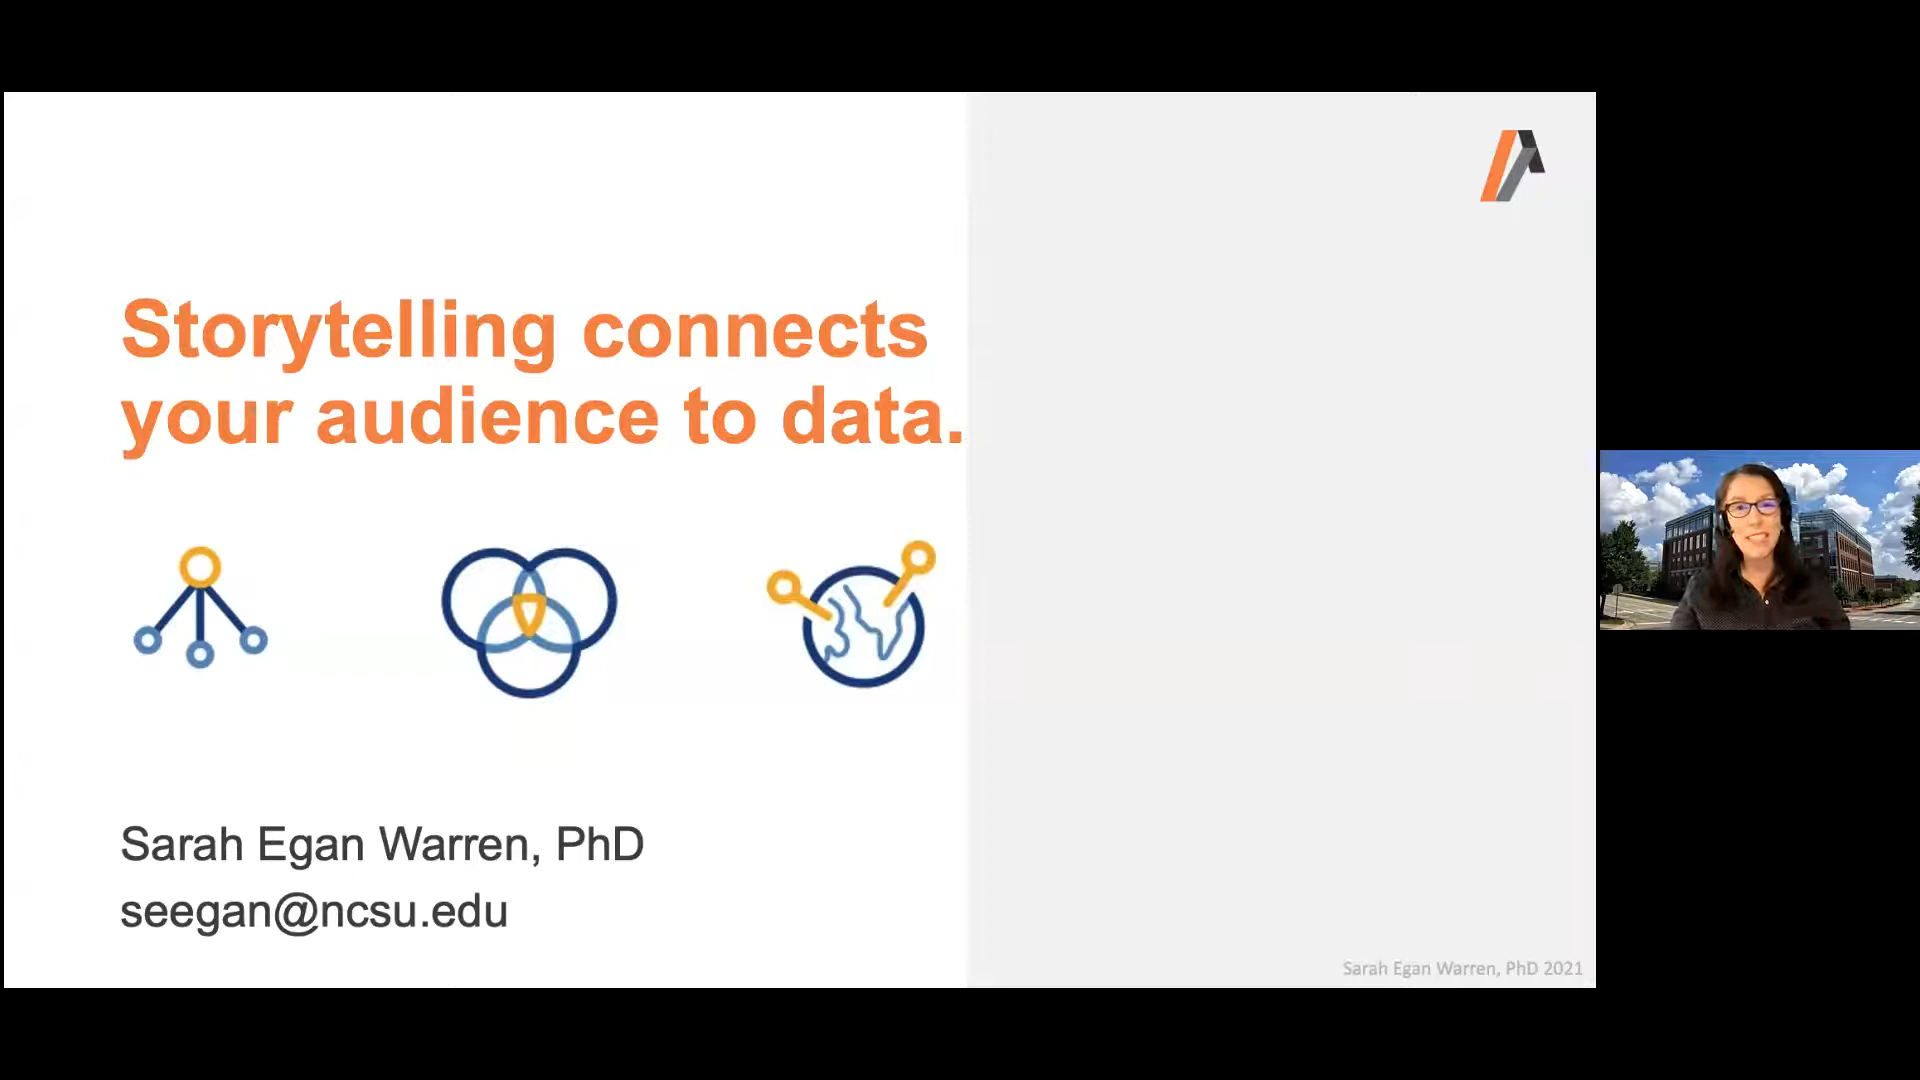 Storytelling connects
your audience to data.
Sarah Egan Warren, PhD
seegan@ncsu.edu
Sarah Egan Warren, PhD 2021